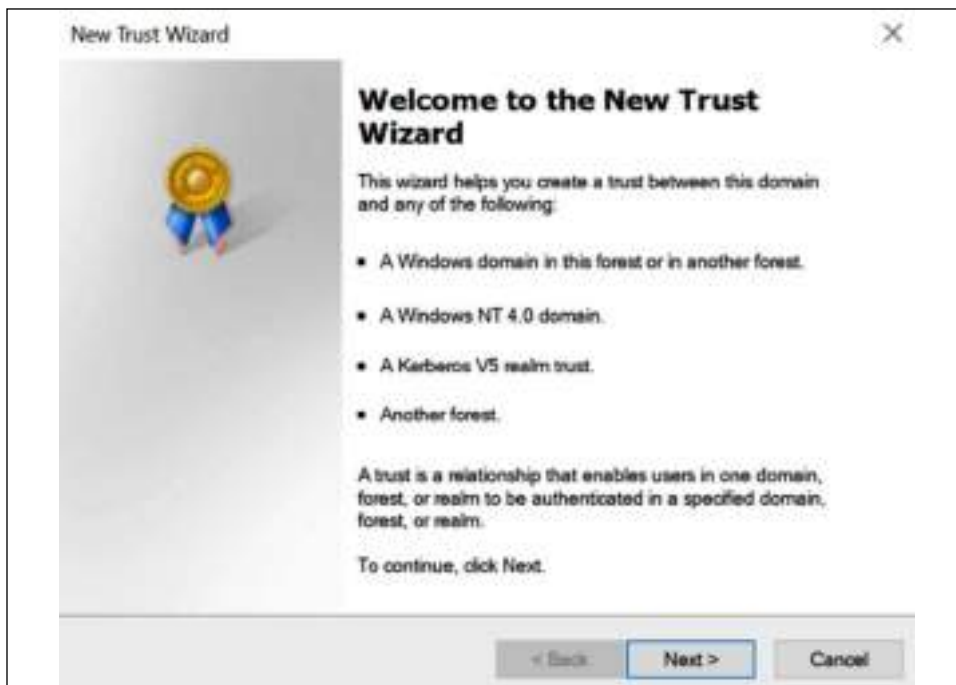 New Trust Wizard
Welcome to the New Trust
Wizard
This wizard helps you create a trust between this domain
and any of the following:
• A Windows domain in this forest or in another forest.
• A Windows NT 4.0 domain.
• A Kerberos V5 realm trust.
• Another forest.
A trust is a relationship that enables users in one domain,
forest, or realm to be authenticated in a specified domain,
forest, or realm.
To continue, click Next.
< Back
Next >
Cancel